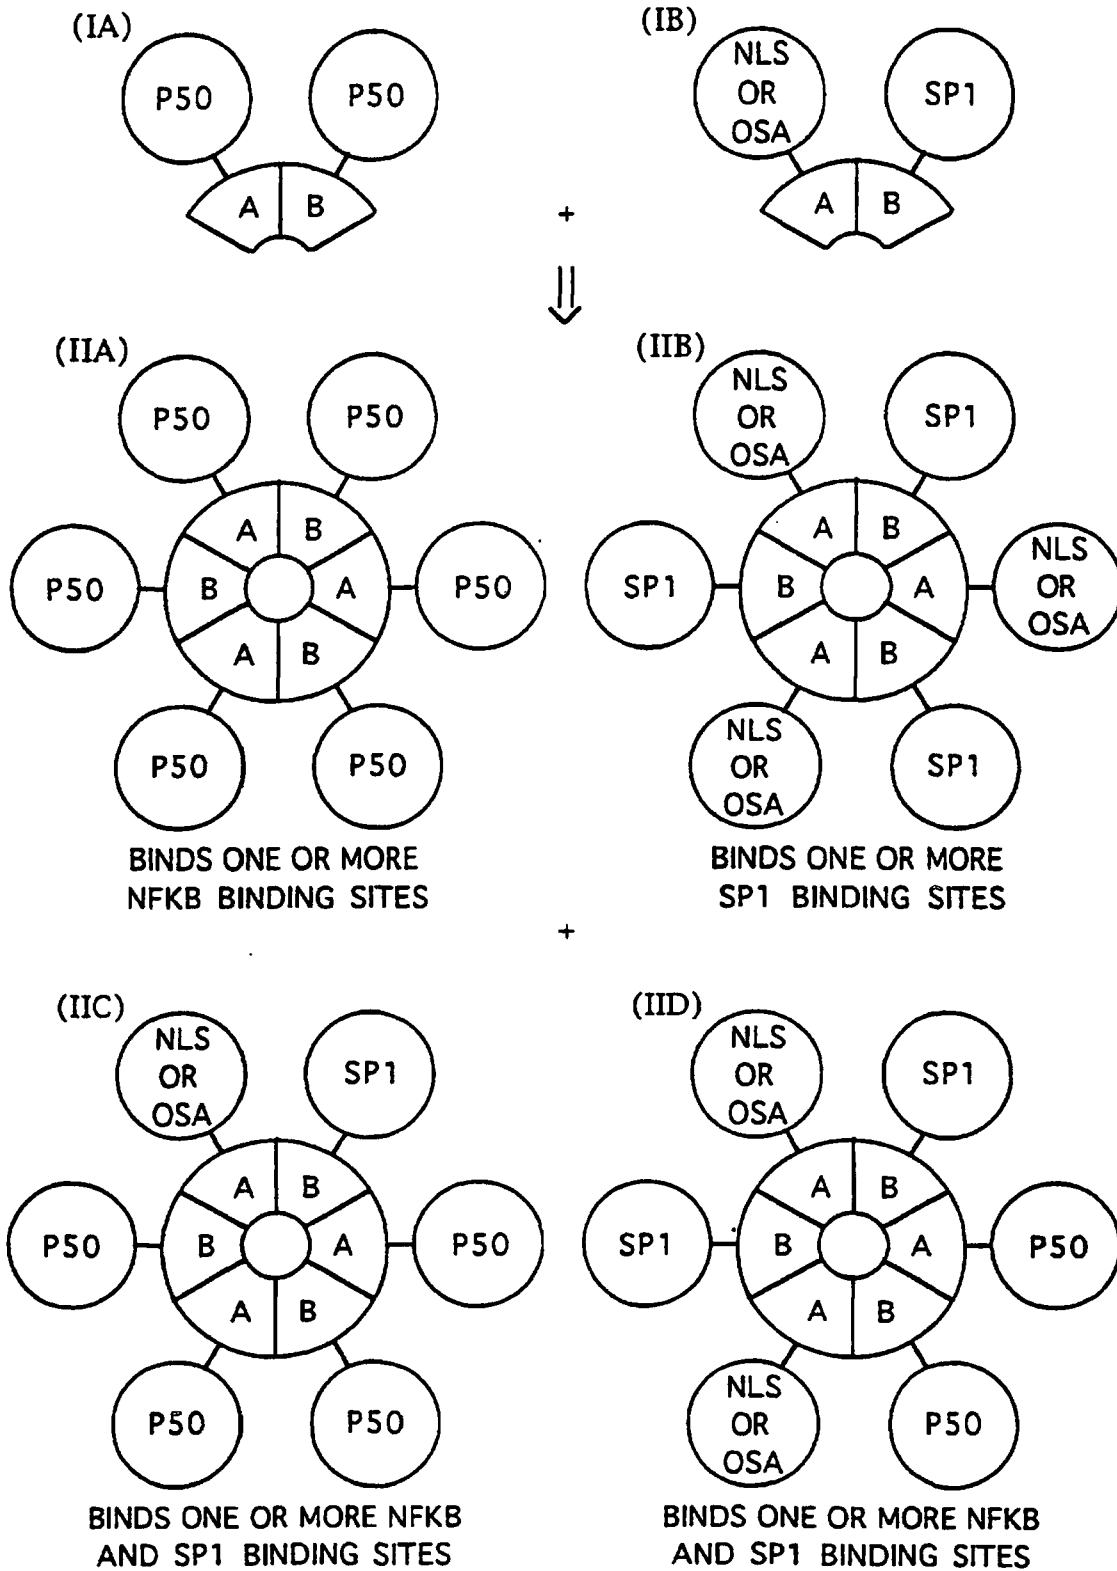 (IA)
P50
P50
A
B
(IB)
NLS
OR
OSA
SP1
A
B
+
(IIA)
P50
P50
A
B
P50
B
A
P50
A
B
P50
P50
BINDS ONE OR MORE
NFKB BINDING SITES
(IIB)
NLS
OR
OSA
SP1
A
B
SP1
B
A
NLS
OR
OSA
A
B
NLS
OR
OSA
SP1
BINDS ONE OR MORE
SP1 BINDING SITES
+
(IIC)
NLS
OR
OSA
SP1
A
B
P50
B
A
P50
A
B
P50
P50
BINDS ONE OR MORE NFKB
AND SP1 BINDING SITES
(IID)
NLS
OR
OSA
SP1
A
B
SP1
B
A
P50
A
B
NLS
OR
OSA
P50
BINDS ONE OR MORE NFKB
AND SP1 BINDING SITES